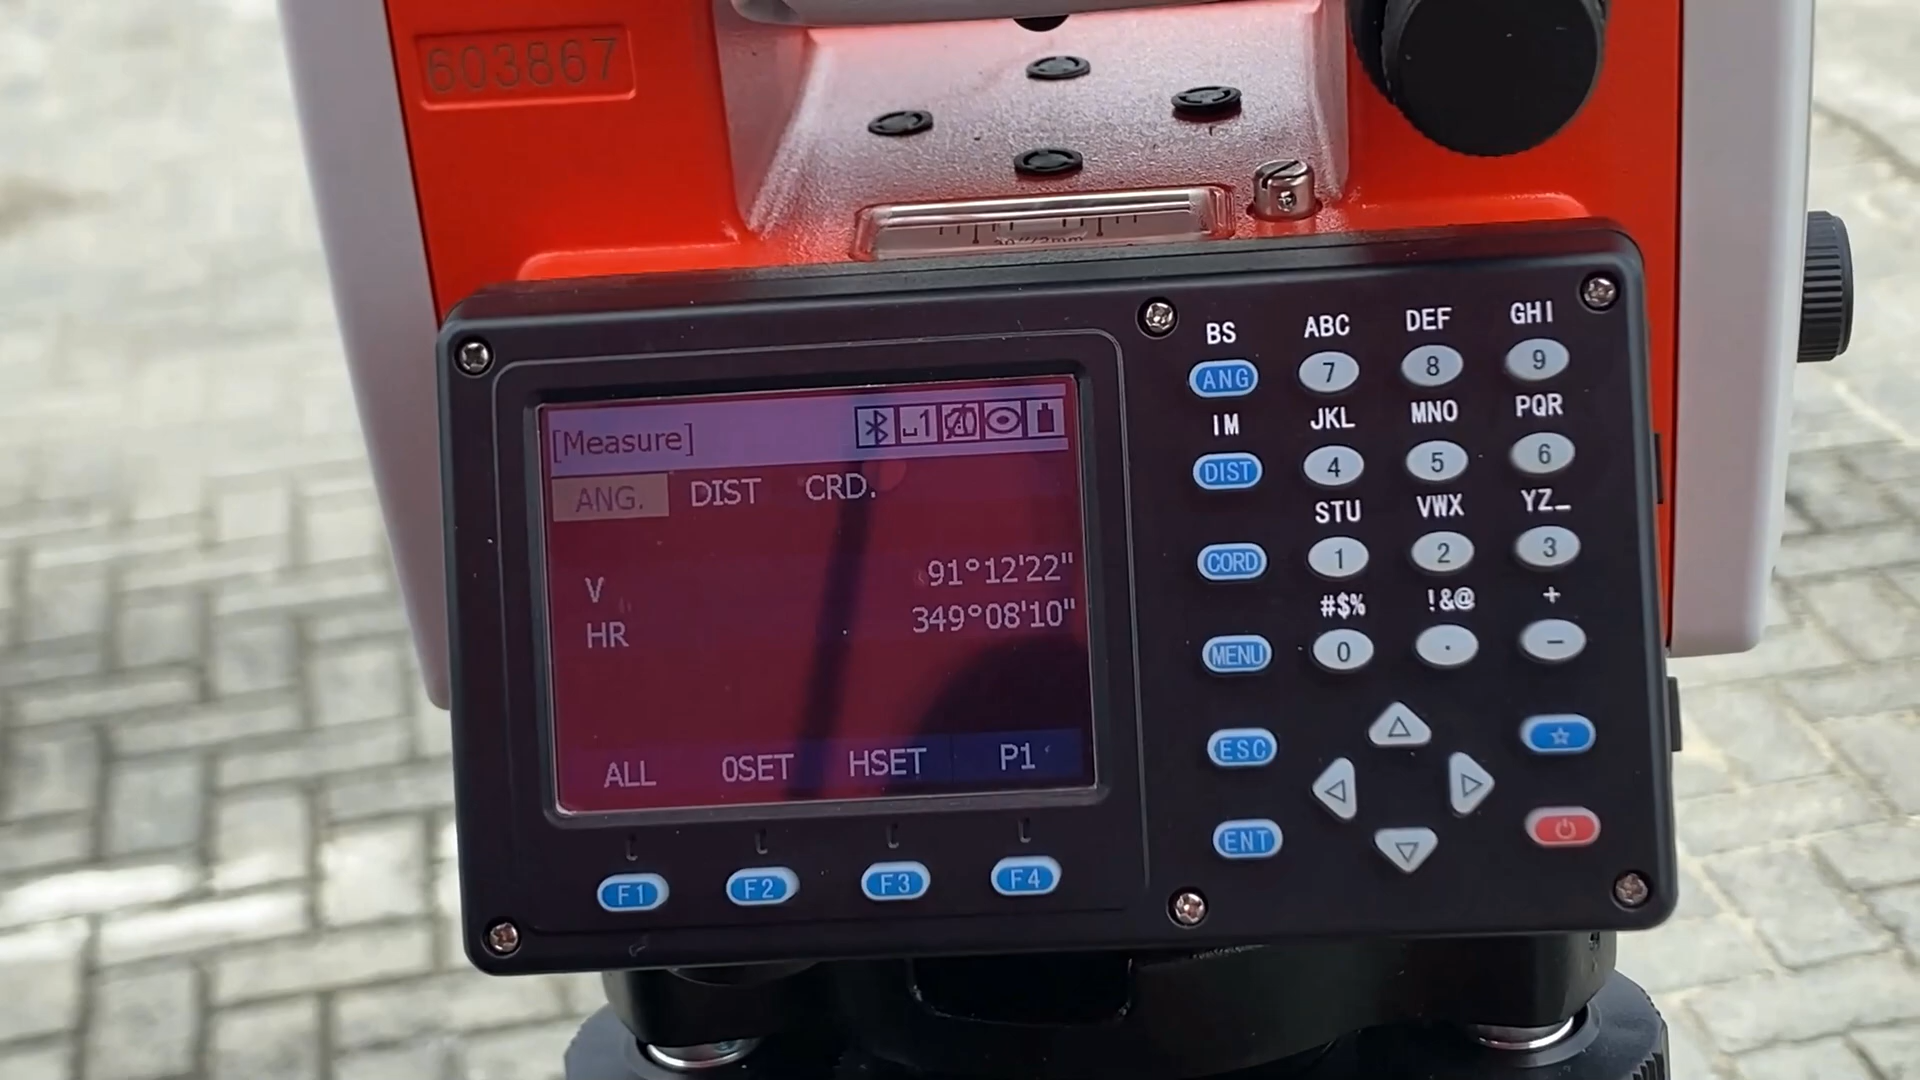 603867
30"/2mm
[Measure]
ANG. DIST CRD.
V 91°12'22"
HR 349°08'10"
ALL 0SET HSET P1
F1 F2 F3 F4
BS ABC DEF GHI
ANG 7 8 9
IM JKL MNO PQR
DIST 4 5 6
STU VWX YZ_
CORD 1 2 3
#$% !&@ +
MENU 0 . -
ESC
ENT